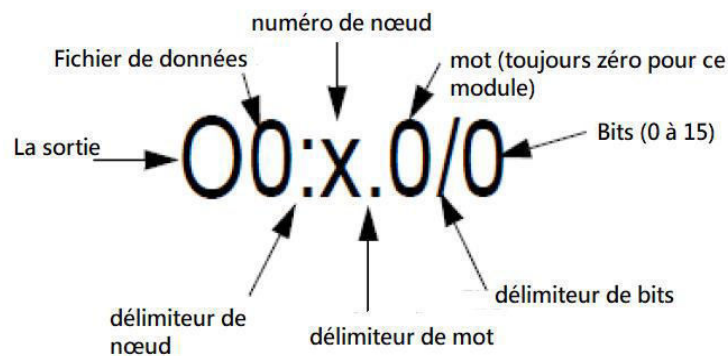 numéro de nœud
Fichier de données
mot (toujours zéro pour ce
module)
La sortie
O0:x.0/0
Bits (0 à 15)
délimiteur de bits
délimiteur de
nœud
délimiteur de mot